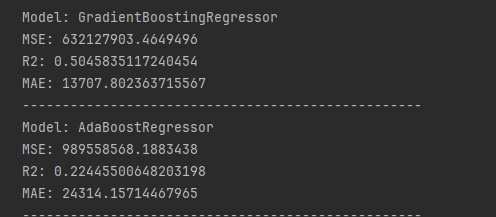 Model: GradientBoostingRegressor
MSE: 632127903.4649496
R2: 0.5045835117240454
MAE: 13707.802363715567
--------------------------------------------------
Model: AdaBoostRegressor
MSE: 989558568.1883438
R2: 0.22445500648203198
MAE: 24314.15714467965
--------------------------------------------------